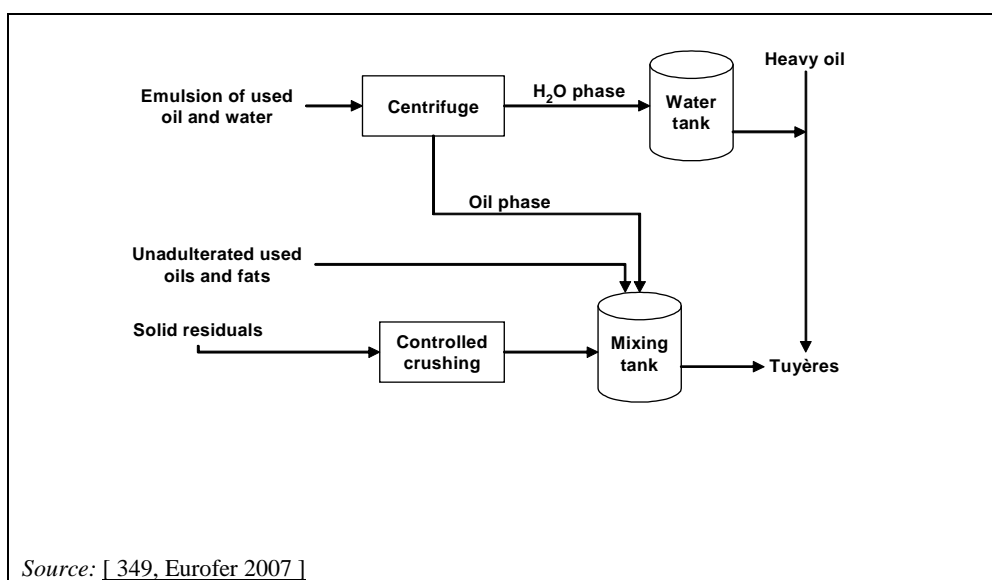 Heavy oil
Emulsion of used
oil and water
Centrifuge
H₂O phase
Water
tank
Oil phase
Unadulterated used
oils and fats
Solid residuals
Controlled
crushing
Mixing
tank
Tuyères
Source: [ 349, Eurofer 2007 ]